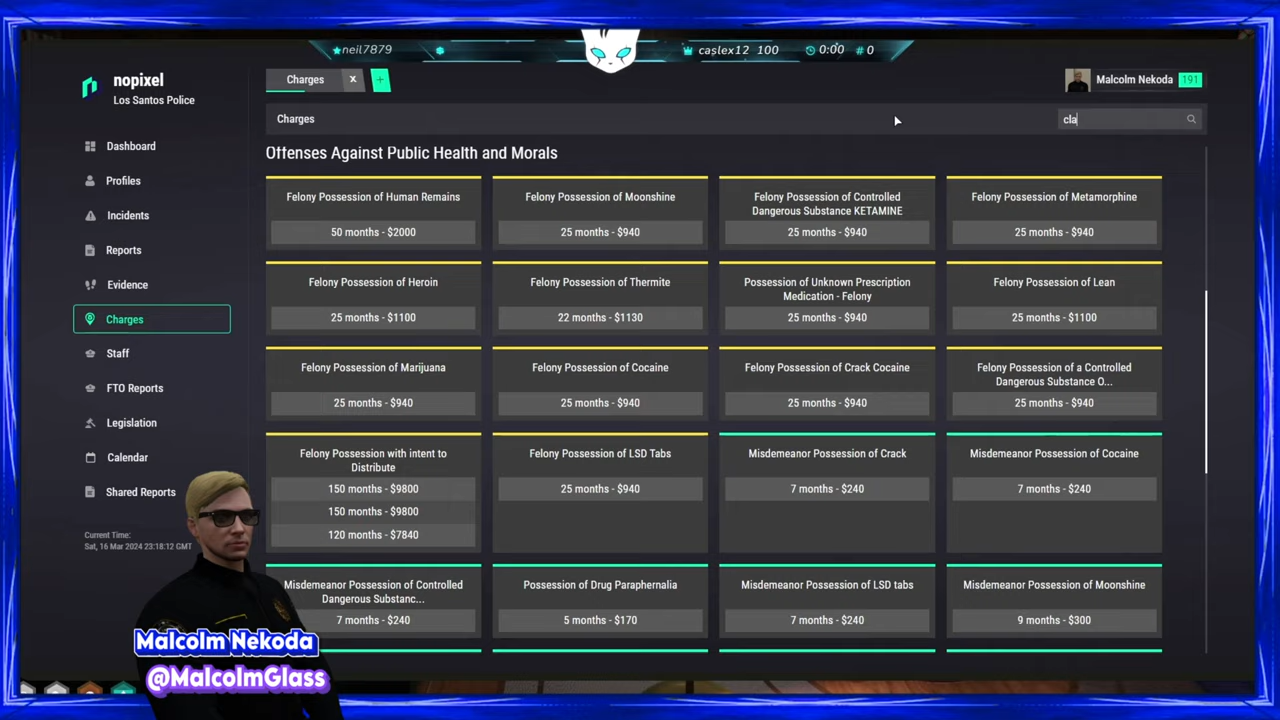 neil7879
caslex12 100
0:00
# 0
nopixel
Los Santos Police
Charges
x
+
Malcolm Nekoda 191
Dashboard
Profiles
Incidents
Reports
Evidence
Charges
Staff
FTO Reports
Legislation
Calendar
Shared Reports
Current Time:
Sat, 16 Mar 2024 23:18:12 GMT
Charges
cla
Offenses Against Public Health and Morals
Felony Possession of Human Remains
50 months - $2000
Felony Possession of Moonshine
25 months - $940
Felony Possession of Controlled
Dangerous Substance KETAMINE
25 months - $940
Felony Possession of Metamorphine
25 months - $940
Felony Possession of Heroin
25 months - $1100
Felony Possession of Thermite
22 months - $1130
Possession of Unknown Prescription
Medication - Felony
25 months - $940
Felony Possession of Lean
25 months - $1100
Felony Possession of Marijuana
25 months - $940
Felony Possession of Cocaine
25 months - $940
Felony Possession of Crack Cocaine
25 months - $940
Felony Possession of a Controlled
Dangerous Substance O...
25 months - $940
Felony Possession with intent to
Distribute
150 months - $9800
150 months - $9800
120 months - $7840
Felony Possession of LSD Tabs
25 months - $940
Misdemeanor Possession of Crack
7 months - $240
Misdemeanor Possession of Cocaine
7 months - $240
Misdemeanor Possession of Controlled
Dangerous Substanc...
7 months - $240
Possession of Drug Paraphernalia
5 months - $170
Misdemeanor Possession of LSD tabs
7 months - $240
Misdemeanor Possession of Moonshine
9 months - $300
Malcolm Nekoda
@MalcolmGlass